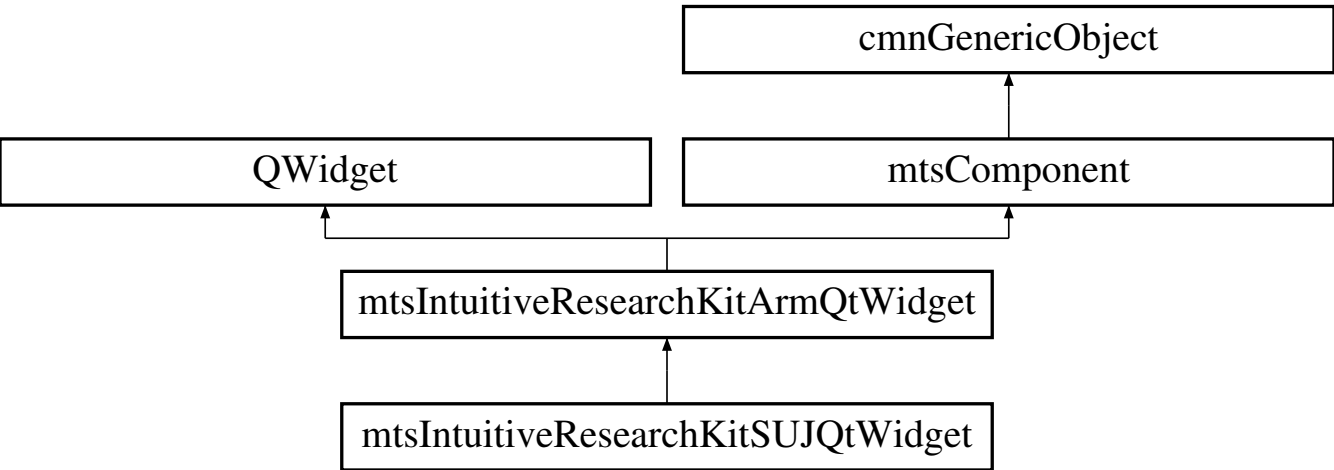 cmnGenericObject
QWidget
mtsComponent
mtsIntuitiveResearchKitArmQtWidget
mtsIntuitiveResearchKitSUJQtWidget